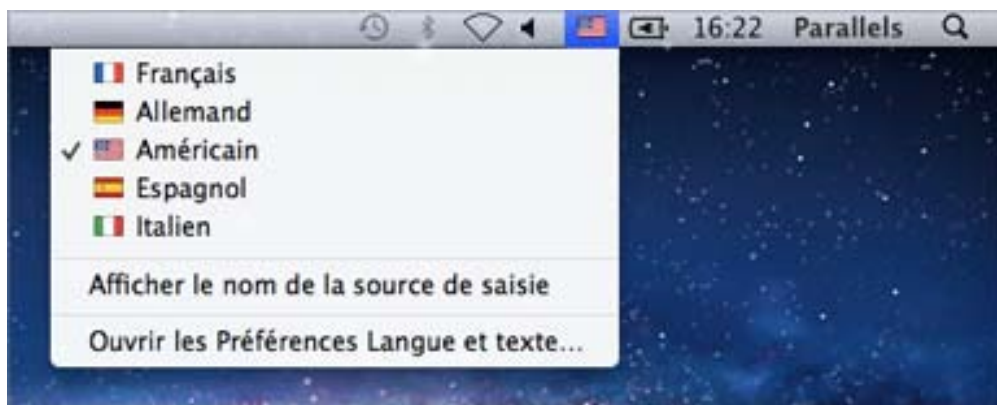 16:22 Parallels
Français
Allemand
Américain
Espagnol
Italien
Afficher le nom de la source de saisie
Ouvrir les Préférences Langue et texte...